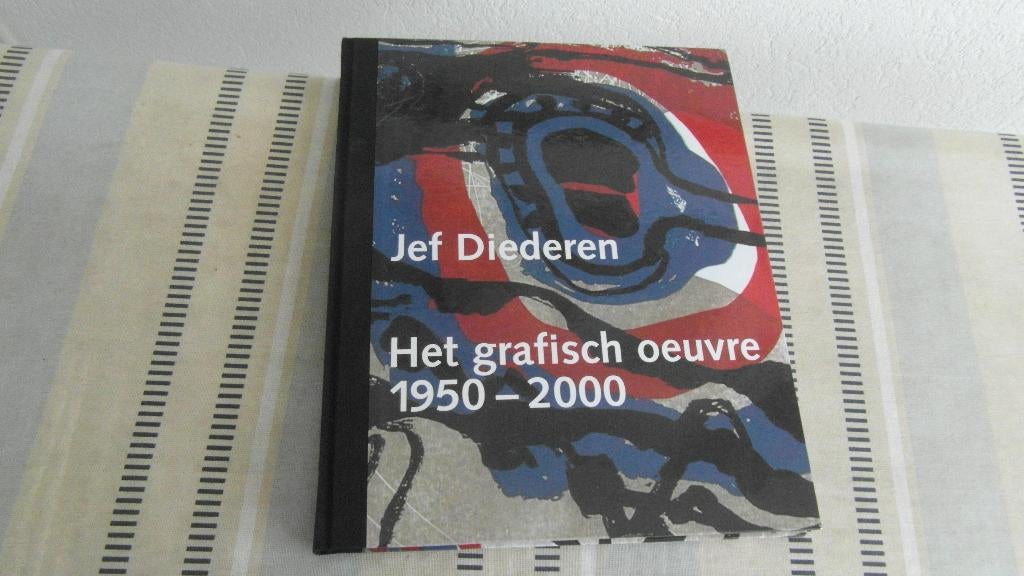 Jef Diederen
Het grafisch oeuvre
1950 – 2000